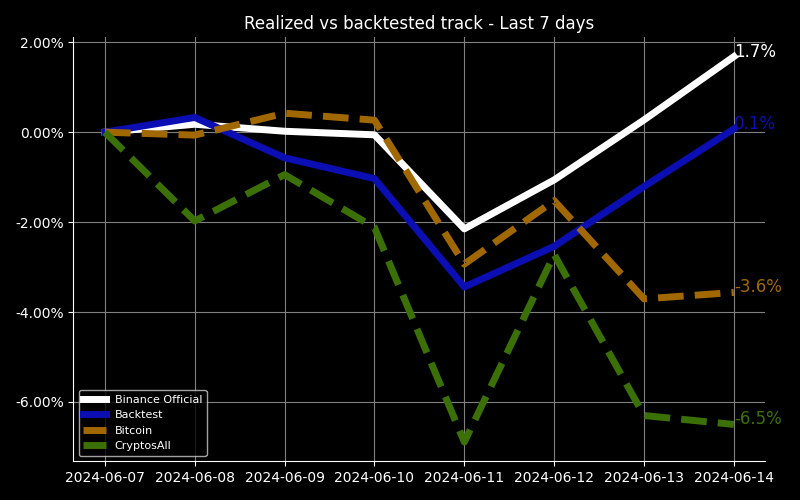 Realized vs backtested track - Last 7 days
2.00%
0.00%
-2.00%
-4.00%
-6.00%
1.7%
0.1%
-3.6%
-6.5%
Binance Official
Backtest
Bitcoin
CryptosAll
2024-06-07 2024-06-08 2024-06-09 2024-06-10 2024-06-11 2024-06-12 2024-06-13 2024-06-14